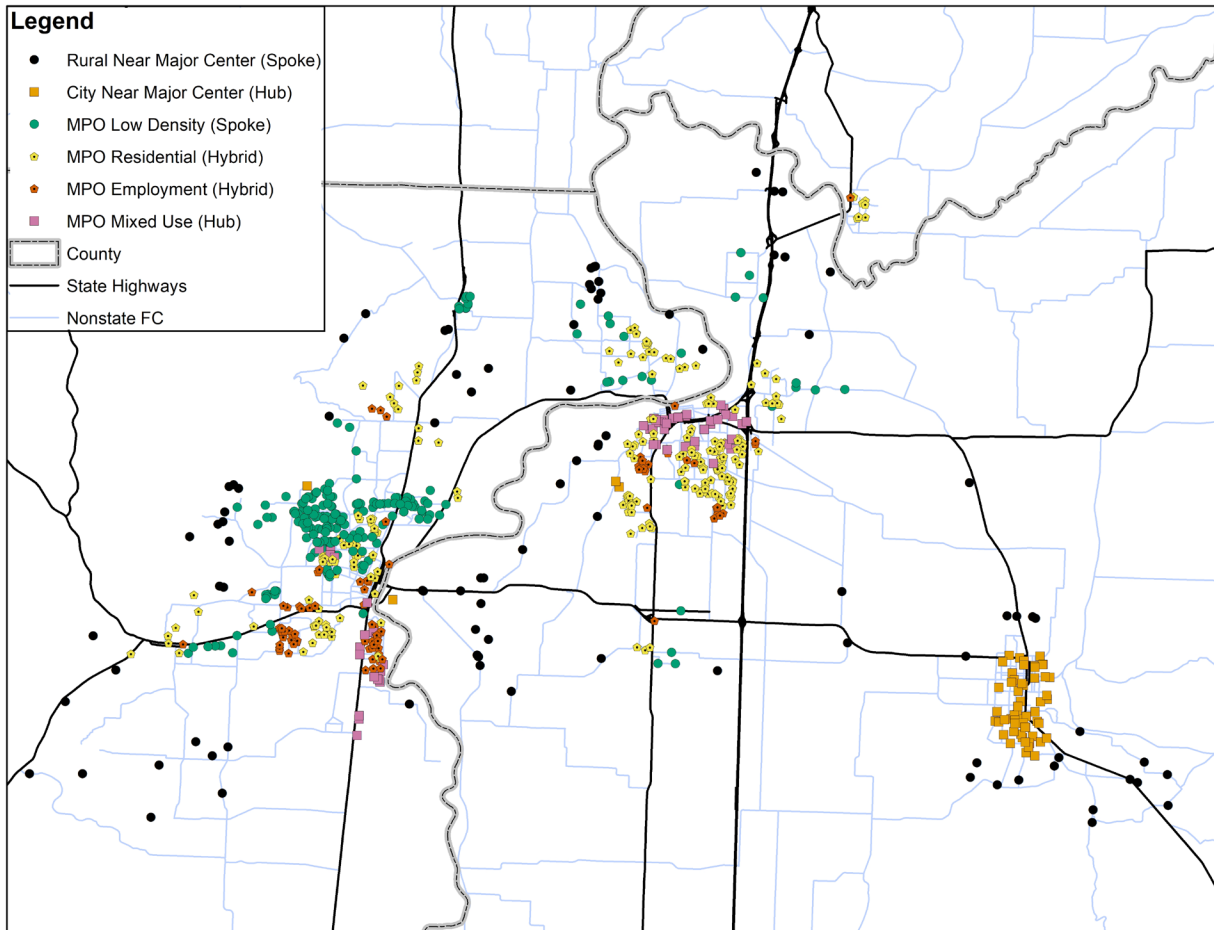 Legend
Rural Near Major Center (Spoke)
City Near Major Center (Hub)
MPO Low Density (Spoke)
MPO Residential (Hybrid)
MPO Employment (Hybrid)
MPO Mixed Use (Hub)
County
State Highways
Nonstate FC